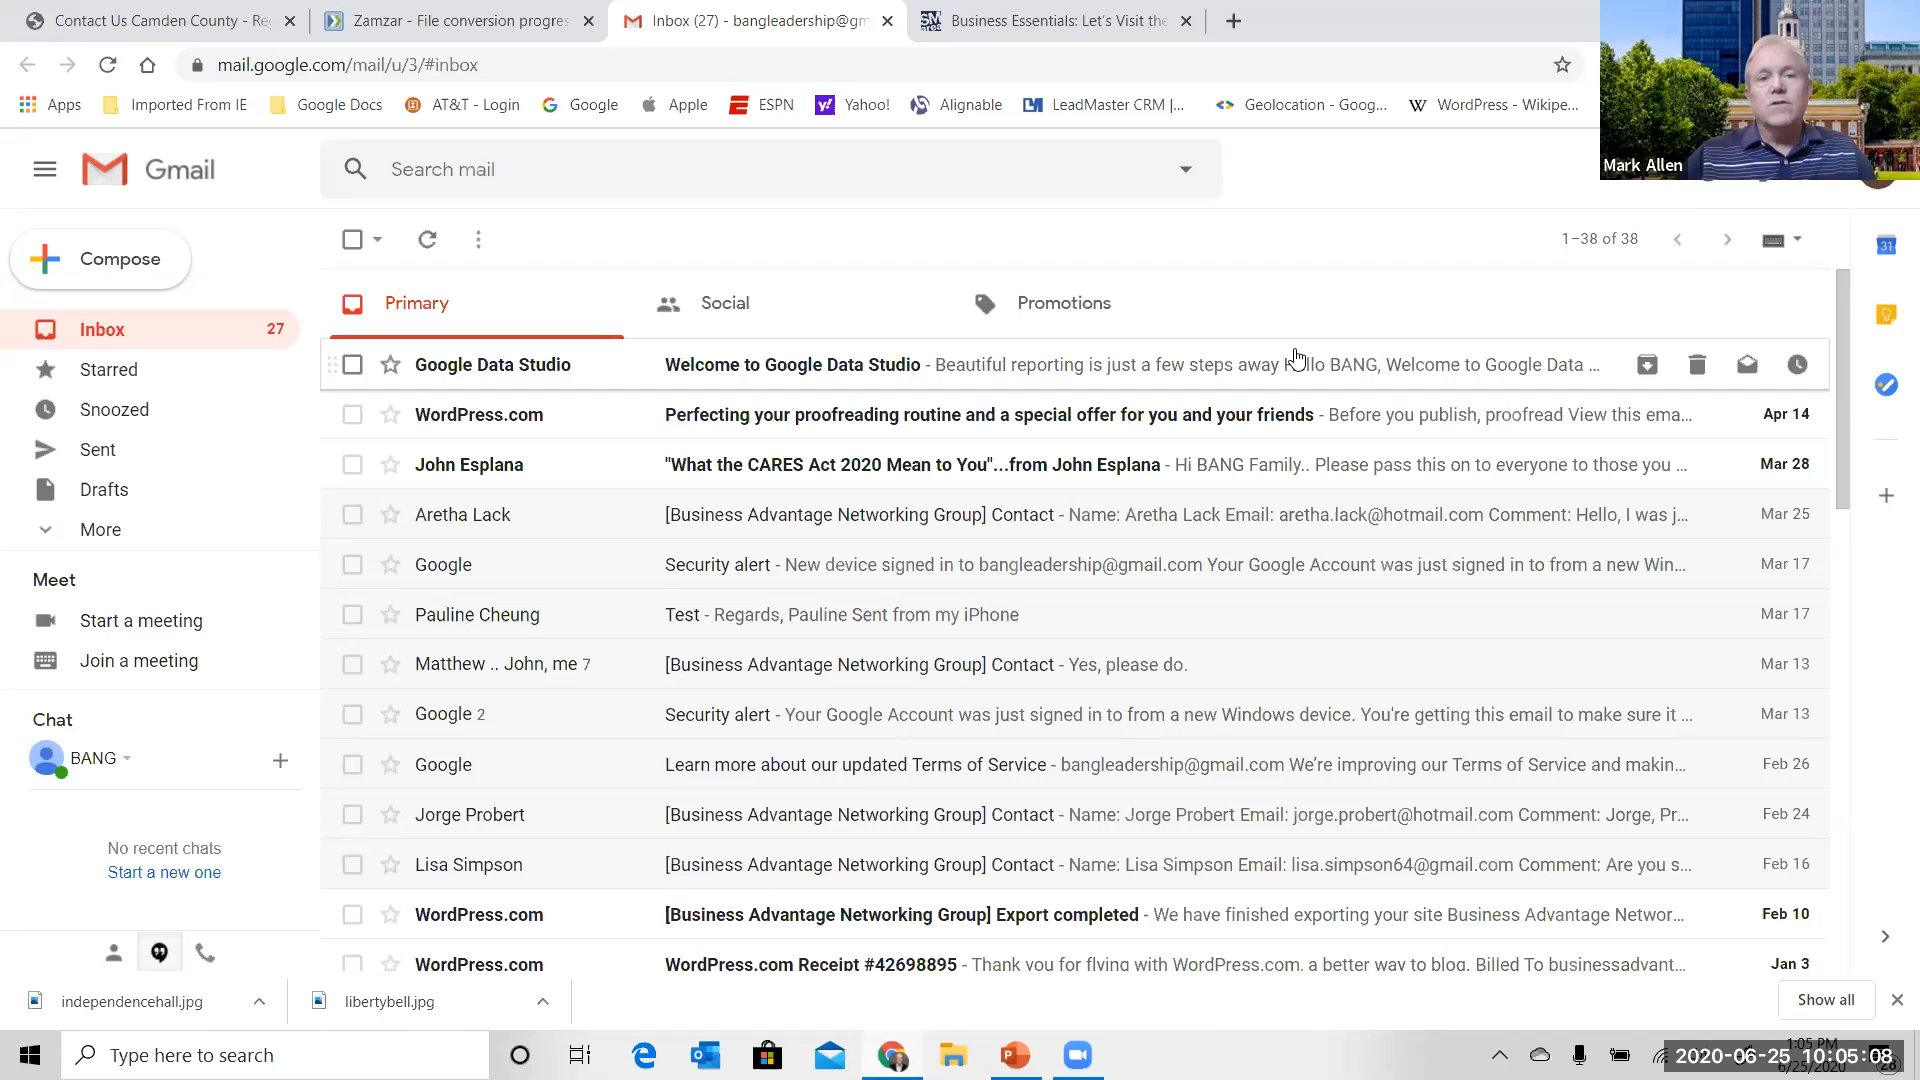 Contact Us Camden County - Re
Zamzar - File conversion progres
Inbox (27) - bangleadership@gm
Business Essentials: Let's Visit the
mail.google.com/mail/u/3/#inbox
Apps
Imported From IE
Google Docs
AT&T - Login
Google
Apple
ESPN
Yahoo!
Alignable
LeadMaster CRM |...
Geolocation - Goog...
WordPress - Wikipe...
Mark Allen
Gmail
Search mail
Compose
1–38 of 38
Primary
Social
Promotions
Inbox 27
Starred
Snoozed
Sent
Drafts
More
Meet
Start a meeting
Join a meeting
Chat
BANG
No recent chats
Start a new one
Google Data Studio Welcome to Google Data Studio - Beautiful reporting is just a few steps away Hello BANG, Welcome to Google Data ...
WordPress.com Perfecting your proofreading routine and a special offer for you and your friends - Before you publish, proofread View this ema... Apr 14
John Esplana "What the CARES Act 2020 Mean to You"...from John Esplana - Hi BANG Family.. Please pass this on to everyone to those you ... Mar 28
Aretha Lack [Business Advantage Networking Group] Contact - Name: Aretha Lack Email: aretha.lack@hotmail.com Comment: Hello, I was j... Mar 25
Google Security alert - New device signed in to bangleadership@gmail.com Your Google Account was just signed in to from a new Win... Mar 17
Pauline Cheung Test - Regards, Pauline Sent from my iPhone Mar 17
Matthew .. John, me 7 [Business Advantage Networking Group] Contact - Yes, please do. Mar 13
Google 2 Security alert - Your Google Account was just signed in to from a new Windows device. You're getting this email to make sure it ... Mar 13
Google Learn more about our updated Terms of Service - bangleadership@gmail.com We're improving our Terms of Service and makin... Feb 26
Jorge Probert [Business Advantage Networking Group] Contact - Name: Jorge Probert Email: jorge.probert@hotmail.com Comment: Jorge, Pr... Feb 24
Lisa Simpson [Business Advantage Networking Group] Contact - Name: Lisa Simpson Email: lisa.simpson64@gmail.com Comment: Are you s... Feb 16
WordPress.com [Business Advantage Networking Group] Export completed - We have finished exporting your site Business Advantage Networ... Feb 10
WordPress.com WordPress.com Receipt #42698895 - Thank you for flying with WordPress.com, a better way to blog. Billed To businessadvant... Jan 3
31
independencehall.jpg
libertybell.jpg
Show all
Type here to search
1:05 PM
2020-06-25 10:05:08
6/25/2020
28